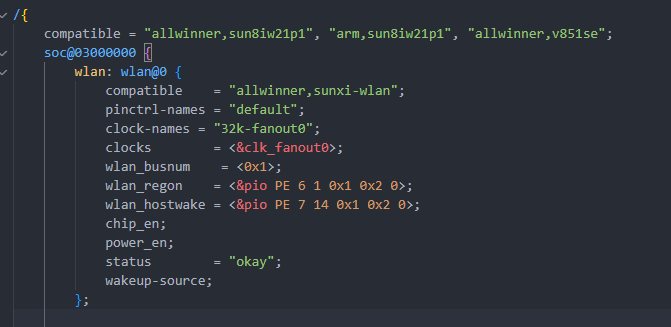 /{
compatible = "allwinner,sun8iw21p1", "arm,sun8iw21p1", "allwinner,v851se";
soc@03000000 {
wlan: wlan@0 {
compatible    = "allwinner,sunxi-wlan";
pinctrl-names = "default";
clock-names = "32k-fanout0";
clocks        = <&clk_fanout0>;
wlan_busnum    = <0x1>;
wlan_regon    = <&pio PE 6 1 0x1 0x2 0>;
wlan_hostwake = <&pio PE 7 14 0x1 0x2 0>;
chip_en;
power_en;
status        = "okay";
wakeup-source;
};